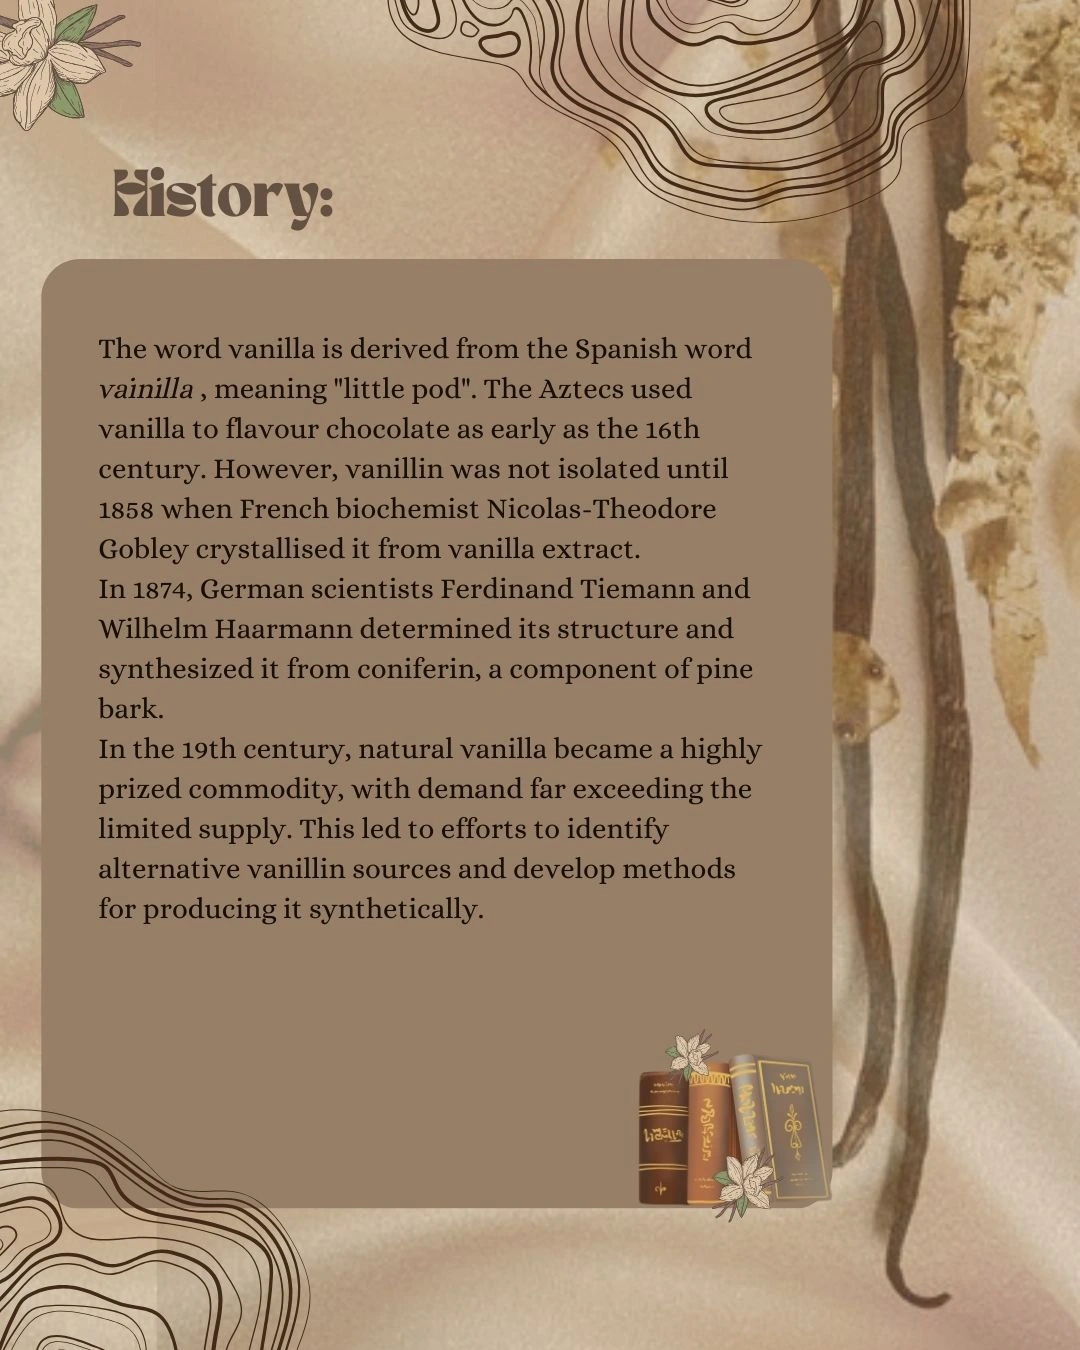 History:
The word vanilla is derived from the Spanish word
vainilla , meaning "little pod". The Aztecs used
vanilla to flavour chocolate as early as the 16th
century. However, vanillin was not isolated until
1858 when French biochemist Nicolas-Theodore
Gobley crystallised it from vanilla extract.
In 1874, German scientists Ferdinand Tiemann and
Wilhelm Haarmann determined its structure and
synthesized it from coniferin, a component of pine
bark.
In the 19th century, natural vanilla became a highly
prized commodity, with demand far exceeding the
limited supply. This led to efforts to identify
alternative vanillin sources and develop methods
for producing it synthetically.